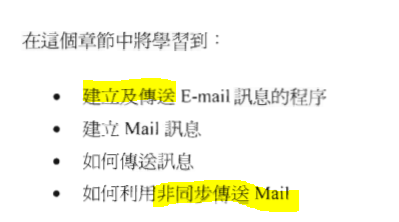 在這個章節中將學習到：
• 建立及傳送 E-mail 訊息的程序
• 建立 Mail 訊息
• 如何傳送訊息
• 如何利用非同步傳送 Mail